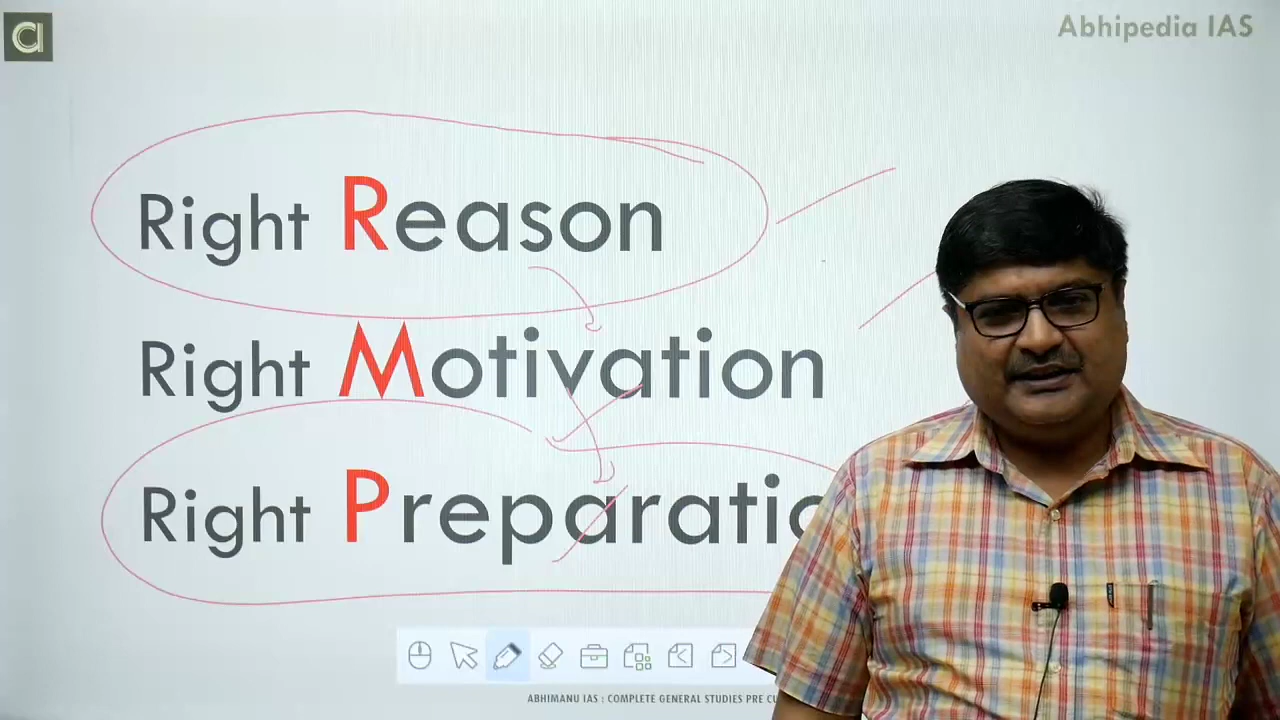 Abhipedia IAS
Right Reason
Right Motivation
Right Preparatio
ABHIMANU IAS : COMPLETE GENERAL STUDIES PRE CU